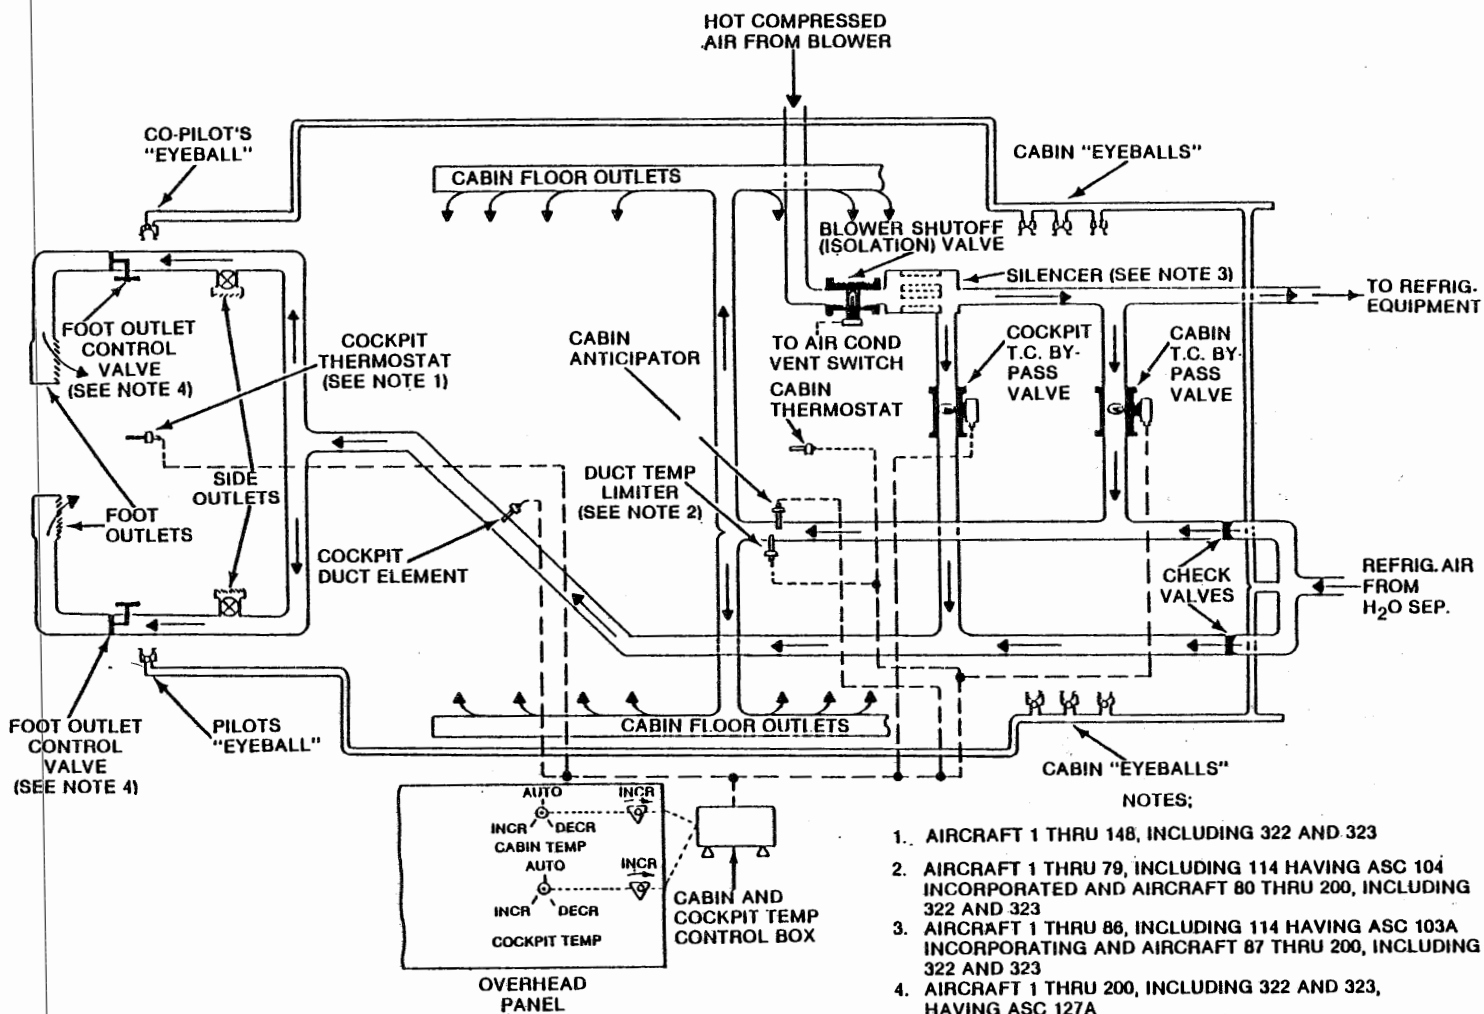 HOT COMPRESSED
AIR FROM BLOWER
CO-PILOT'S
"EYEBALL"
CABIN "EYEBALLS"
CABIN FLOOR OUTLETS
BLOWER SHUTOFF
(ISOLATION) VALVE
SILENCER (SEE NOTE 3)
TO REFRIG.
EQUIPMENT
FOOT OUTLET
CONTROL
VALVE
(SEE NOTE 4)
COCKPIT
THERMOSTAT
(SEE NOTE 1)
CABIN
ANTICIPATOR
TO AIR COND
VENT SWITCH
COCKPIT
T.C. BY-
PASS
VALVE
CABIN
T.C. BY-
PASS
VALVE
CABIN
THERMOSTAT
SIDE
OUTLETS
DUCT TEMP
LIMITER
(SEE NOTE 2)
FOOT
OUTLETS
COCKPIT
DUCT ELEMENT
CHECK
VALVES
REFRIG. AIR
FROM
H2O SEP.
FOOT OUTLET
CONTROL
VALVE
(SEE NOTE 4)
PILOTS
"EYEBALL"
CABIN FLOOR OUTLETS
CABIN "EYEBALLS"
AUTO
INCR
INCR
DECR
CABIN TEMP
AUTO
INCR
INCR
DECR
COCKPIT TEMP
OVERHEAD
PANEL
CABIN AND
COCKPIT TEMP
CONTROL BOX
NOTES;
1. AIRCRAFT 1 THRU 148, INCLUDING 322 AND 323
2. AIRCRAFT 1 THRU 79, INCLUDING 114 HAVING ASC 104
INCORPORATED AND AIRCRAFT 80 THRU 200, INCLUDING
322 AND 323
3. AIRCRAFT 1 THRU 86, INCLUDING 114 HAVING ASC 103A
INCORPORATING AND AIRCRAFT 87 THRU 200, INCLUDING
322 AND 323
4. AIRCRAFT 1 THRU 200, INCLUDING 322 AND 323,
HAVING ASC 127A